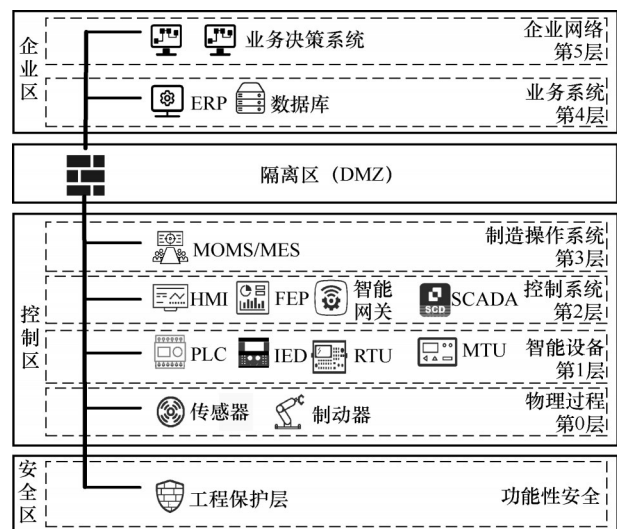 企业区
业务决策系统
企业网络
第5层
ERP
数据库
业务系统
第4层
隔离区（DMZ）
控制区
MOMS/MES
制造操作系统
第3层
HMI
FEP
智能
网关
SCD
SCADA
控制系统
第2层
PLC
IED
RTU
MTU
智能设备
第1层
传感器
制动器
物理过程
第0层
安全区
工程保护层
功能性安全